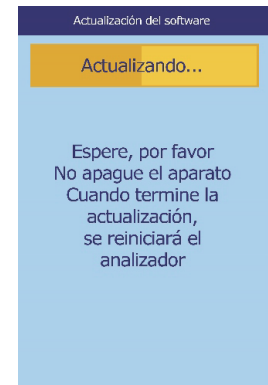 Actualización del software
Actualizando...
Espere, por favor
No apague el aparato
Cuando termine la
actualización,
se reiniciará el
analizador